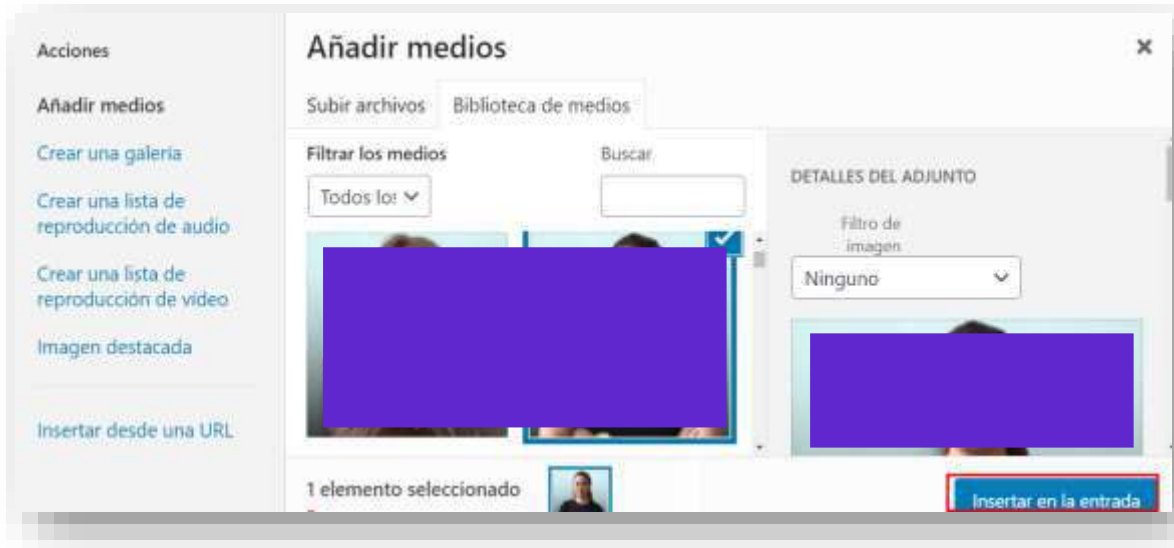 Acciones
Añadir medios
Crear una galería
Crear una lista de
reproducción de audio
Crear una lista de
reproducción de vídeo
Imagen destacada
Insertar desde una URL
Añadir medios
Subir archivos
Biblioteca de medios
Filtrar los medios
Buscar
Todos los
DETALLES DEL ADJUNTO
Filtro de
imagen
Ninguno
1 elemento seleccionado
Insertar en la entrada